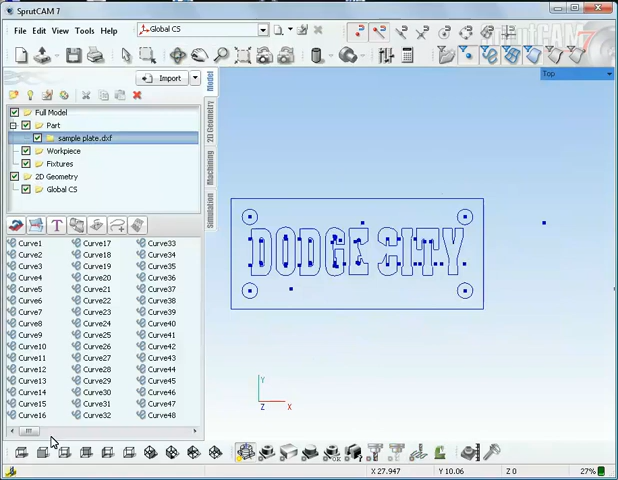 SprutCAM 7
File Edit View Tools Help
Global CS
SPRUTCAM 7
Import
Model
2D Geometry
Machining
Simulation
Full Model
Part
sample plate.dxf
Workpiece
Fixtures
2D Geometry
Global CS
Top
DODGE CITY
Curve1 Curve17 Curve33
Curve2 Curve18 Curve34
Curve3 Curve19 Curve35
Curve4 Curve20 Curve36
Curve5 Curve21 Curve37
Curve6 Curve22 Curve38
Curve7 Curve23 Curve39
Curve8 Curve24 Curve40
Curve9 Curve25 Curve41
Curve10 Curve26 Curve42
Curve11 Curve27 Curve43
Curve12 Curve28 Curve44
Curve13 Curve29 Curve45
Curve14 Curve30 Curve46
Curve15 Curve31 Curve47
Curve16 Curve32 Curve48
Y
Z X
X 27.947 Y 10.06 Z 0 27%